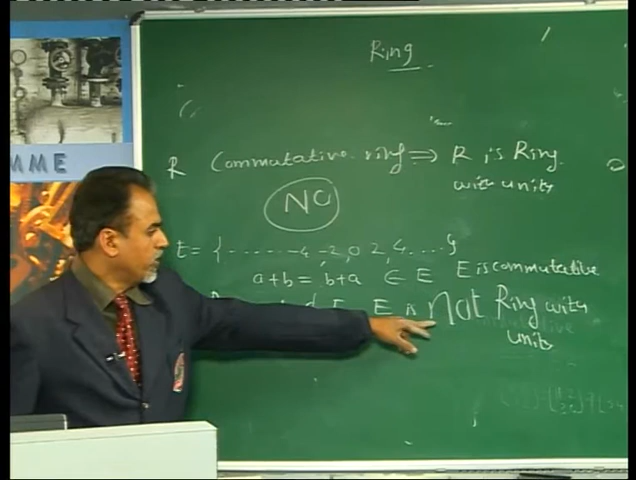 Ring
R Commutative ring ⇒ R is Ring
with unity
NO
E = { ...... -4 -2, 0 2, 4 .... }
a+b = b+a ∈ E E is commutative
E is not Ring with
unity
MME